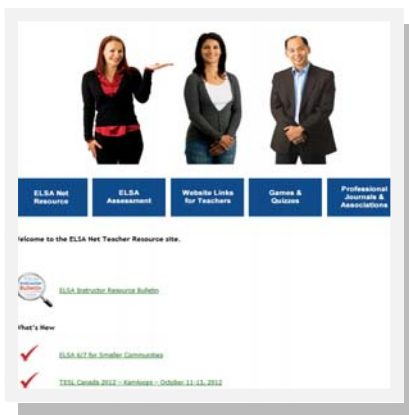 ELSA Net Resource
ELSA Assessment
Website Links for Teachers
Games & Quizzes
Professional Journals & Associations
Welcome to the ELSA Net Teacher Resource site.
Instructor Bulletin
ELSA Instructor Resource Bulletin
What's New
ELSA 6/7 for Smaller Communities
TESL Canada 2012 – Kamloops – October 11-13, 2012